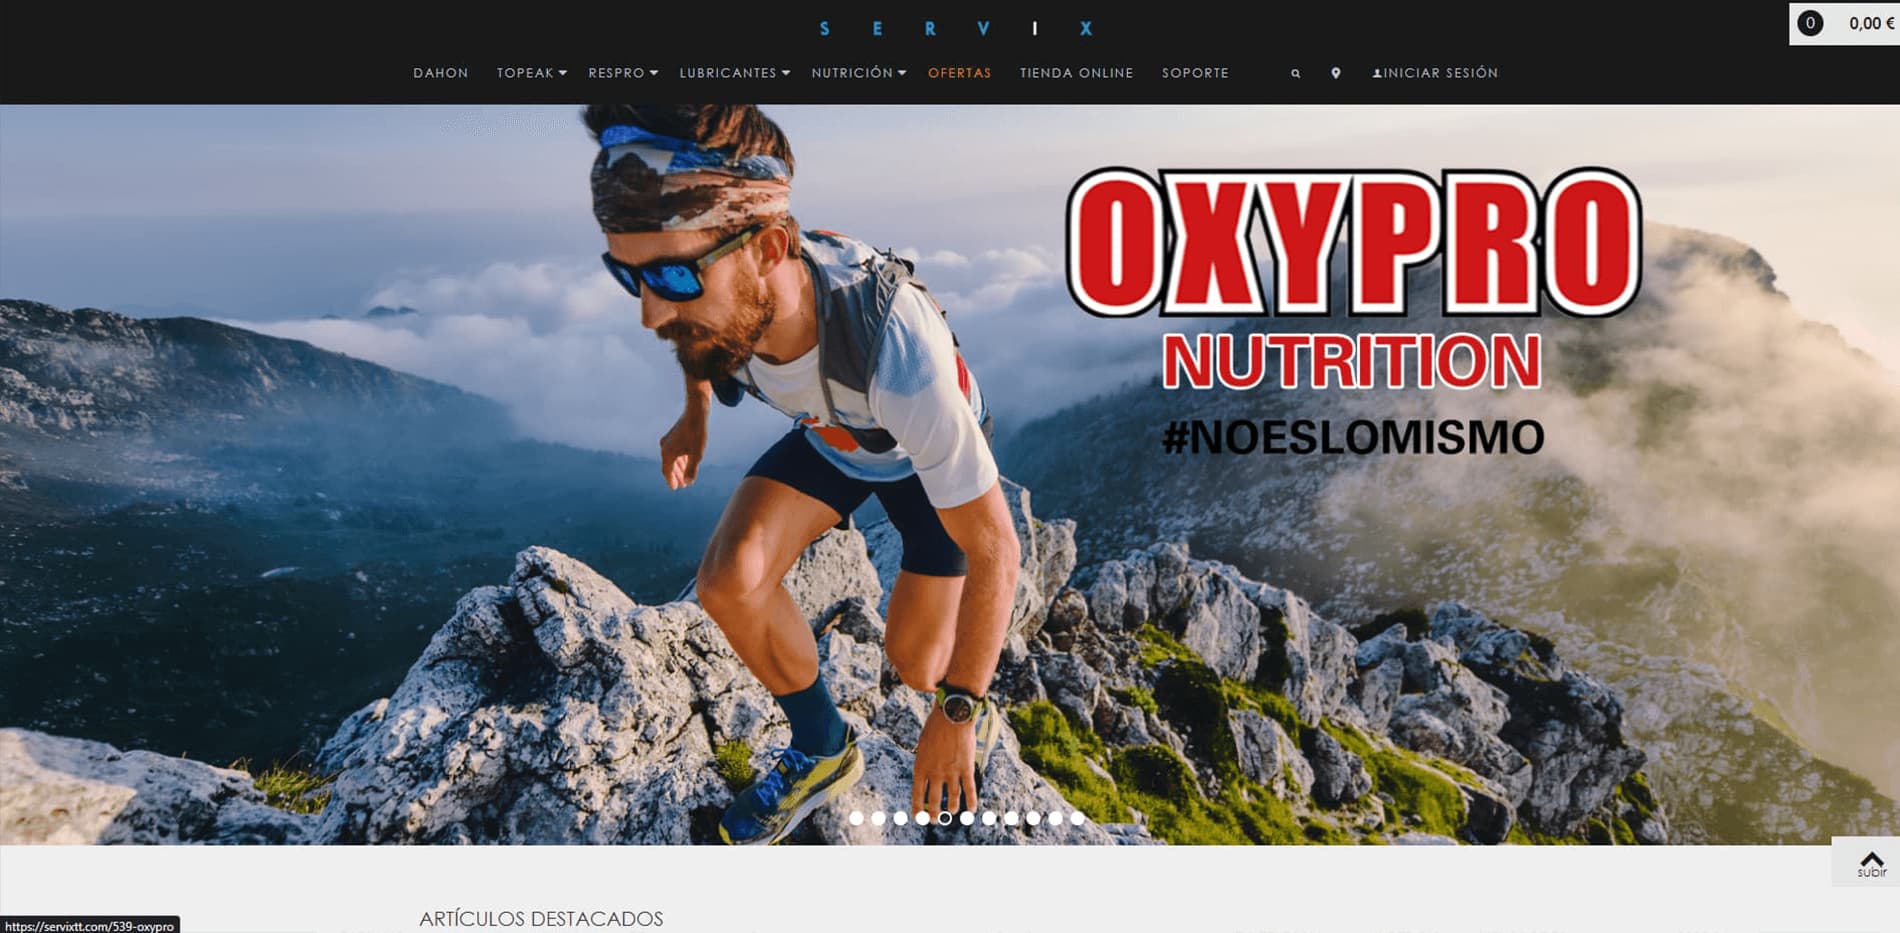 SERVIX
0 0,00 €
DAHON TOPEAK RESPRO LUBRICANTES NUTRICIÓN OFERTAS TIENDA ONLINE SOPORTE INICIAR SESIÓN
OXYPRO
NUTRITION
#NOESLOMISMO
subir
ARTÍCULOS DESTACADOS
https://servixtt.com/539-oxypro